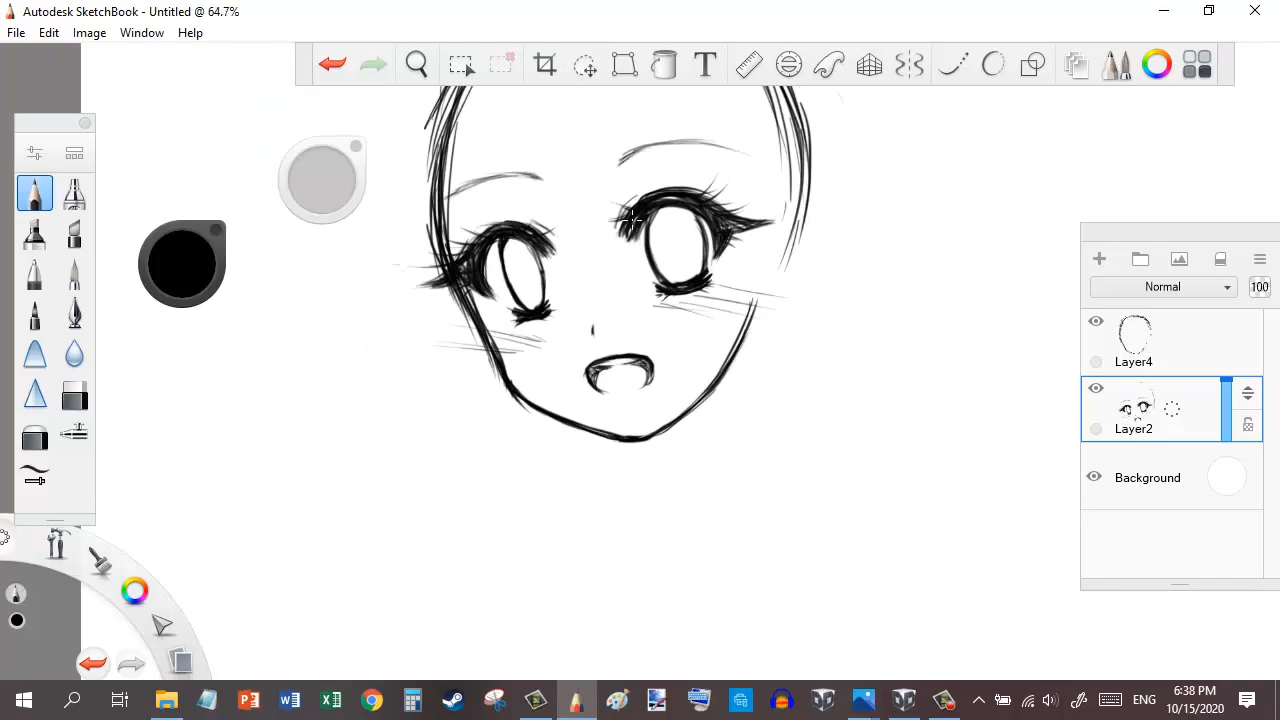 Autodesk SketchBook - Untitled @ 64.7%
File Edit Image Window Help
T
Normal 100
Layer4
Layer2
Background
ENG 6:38 PM
10/15/2020